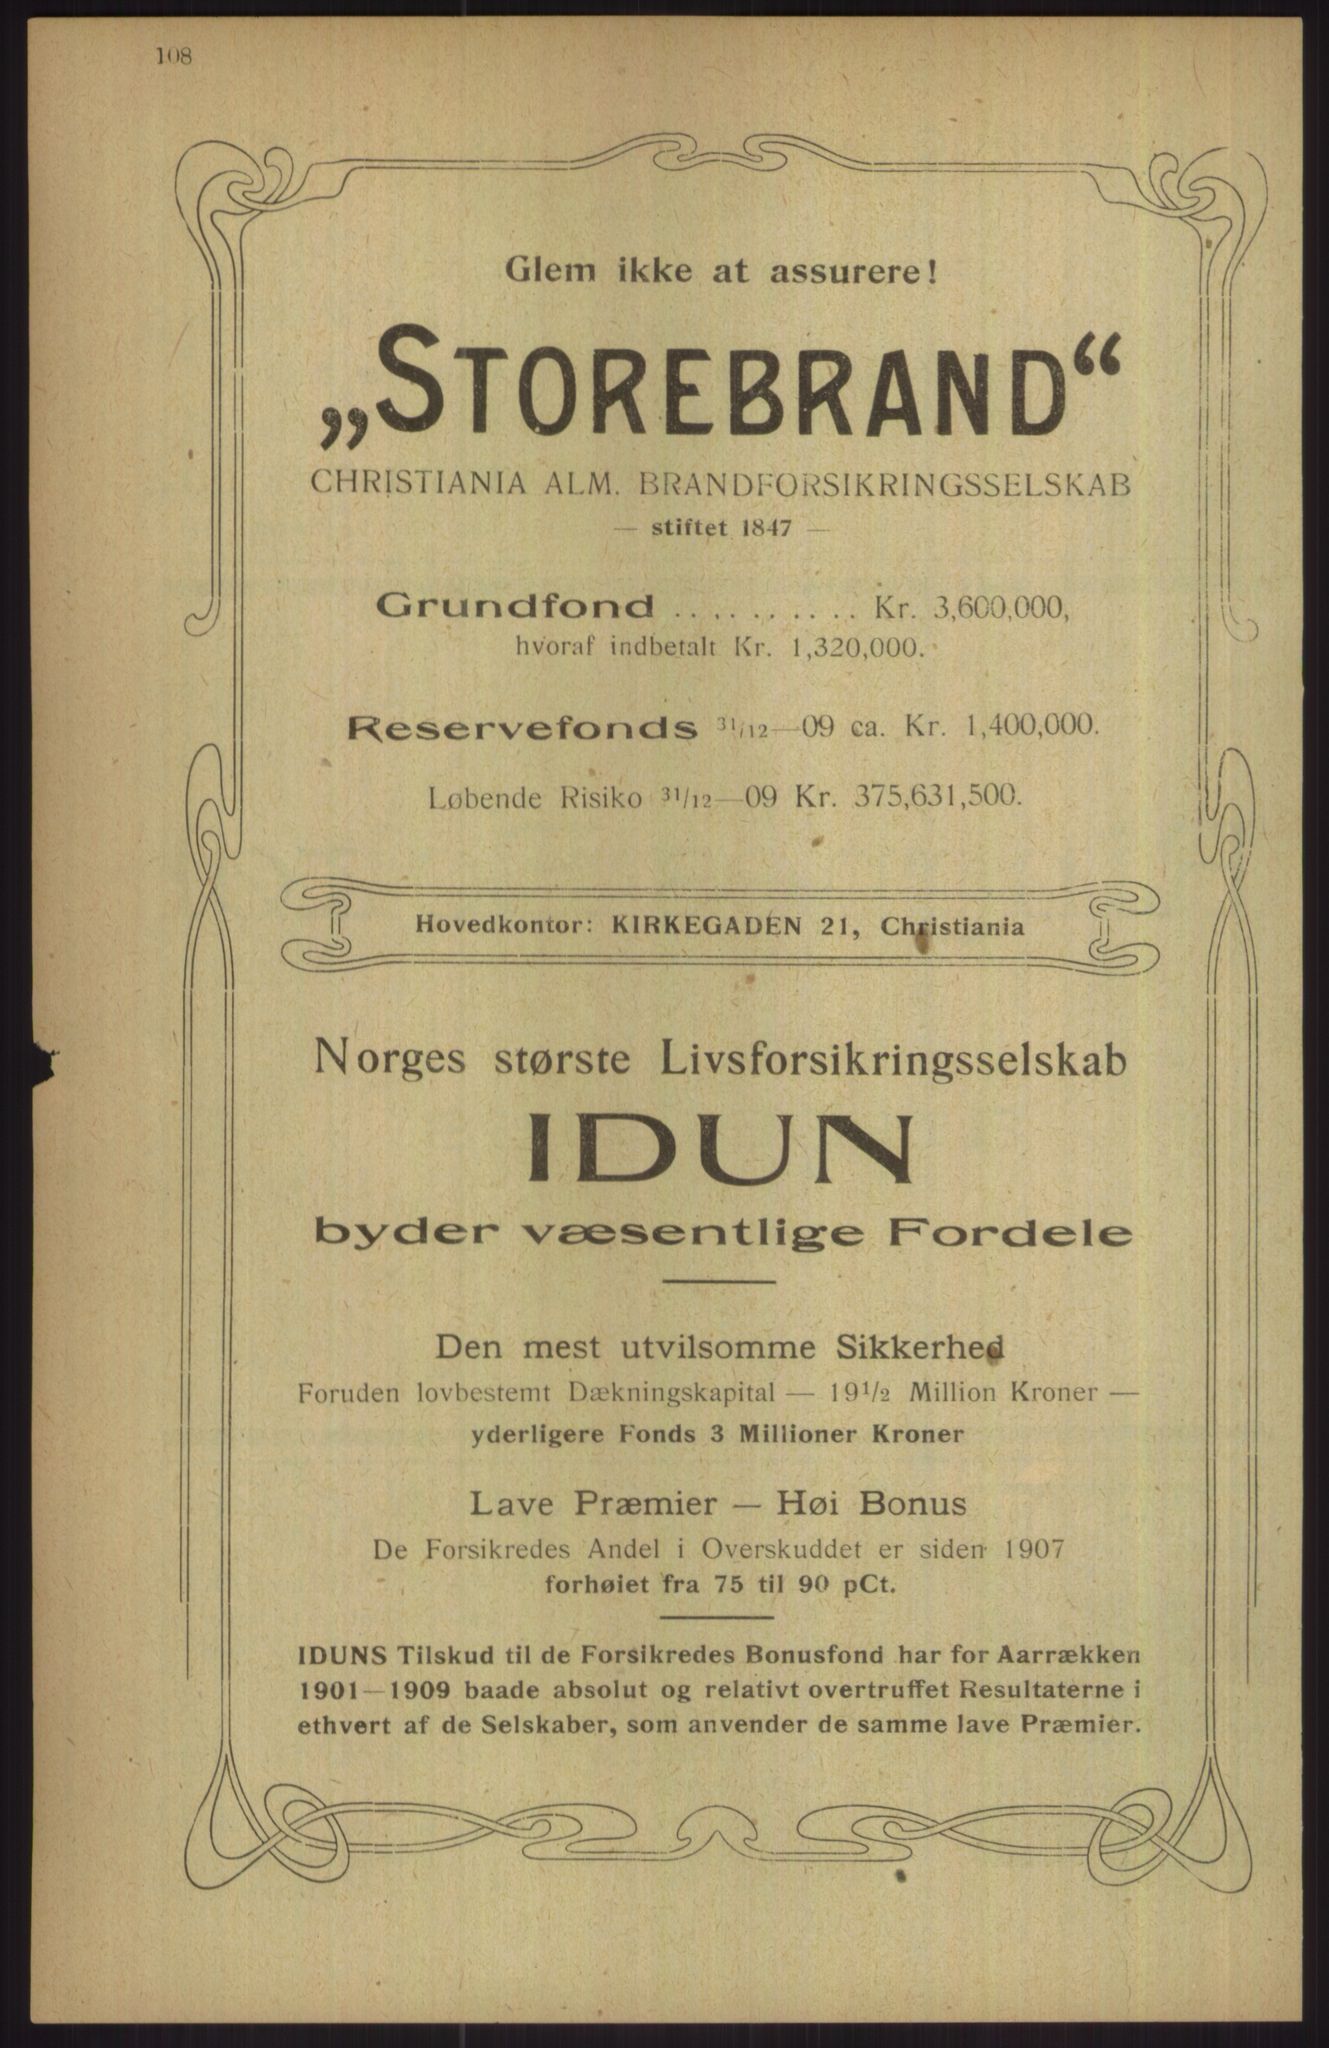 108
Glem ikke at assurere!
„STOREBRAND“
CHRISTIANIA ALM. BRANDFORSIKRINGSSELSKAB
— stiftet 1847 —
Grundfond .......... Kr. 3,600,000,
hvoraf indbetalt Kr. 1,320,000.
Reservefonds 31/12—09 ca. Kr. 1,400,000.
Løbende Risiko 31/12—09 Kr. 375,631,500.
Hovedkontor: KIRKEGADEN 21, Christiania
Norges største Livsforsikringsselskab
IDUN
byder væsentlige Fordele
Den mest utvilsomme Sikkerhed
Foruden lovbestemt Dækningskapital — 19 1/2 Million Kroner —
yderligere Fonds 3 Millioner Kroner
Lave Præmier — Høi Bonus
De Forsikredes Andel i Overskuddet er siden 1907
forhøiet fra 75 til 90 pCt.
IDUNS Tilskud til de Forsikredes Bonusfond har for Aarrækken
1901—1909 baade absolut og relativt overtruffet Resultaterne i
ethvert af de Selskaber, som anvender de samme lave Præmier.